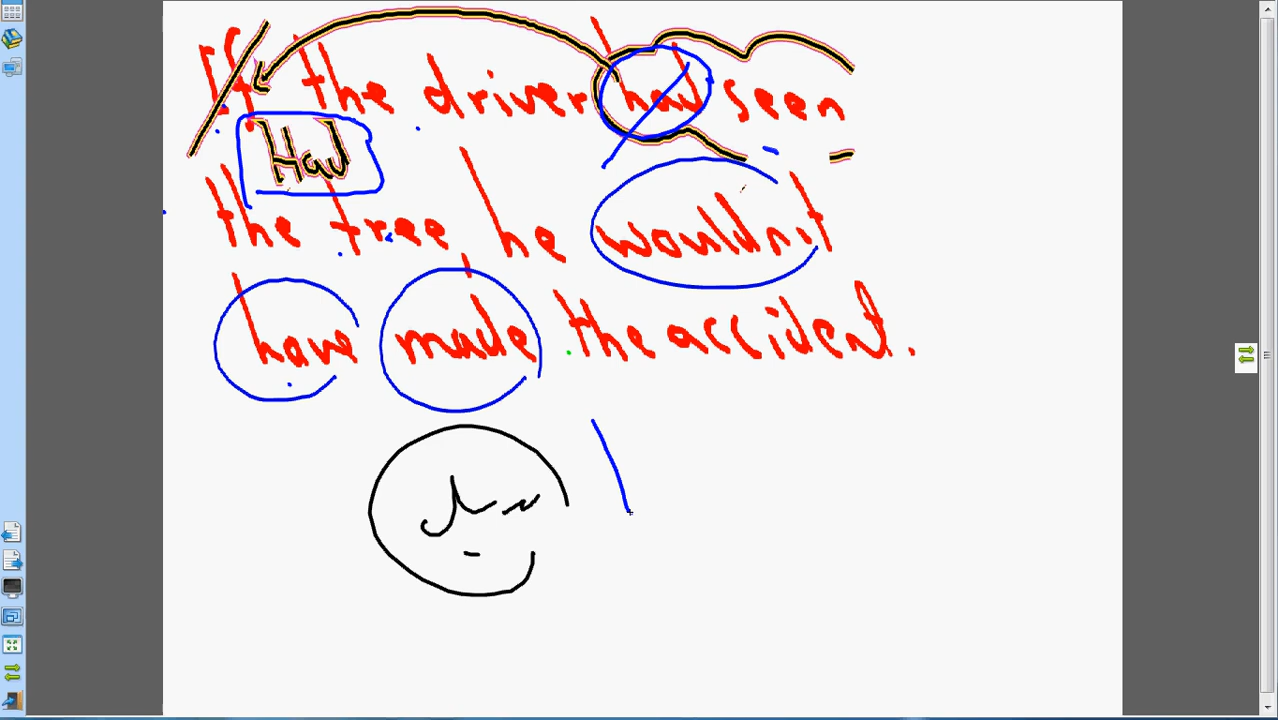 If the driver had seen
Had
the tree he wouldn't
have made the accident.